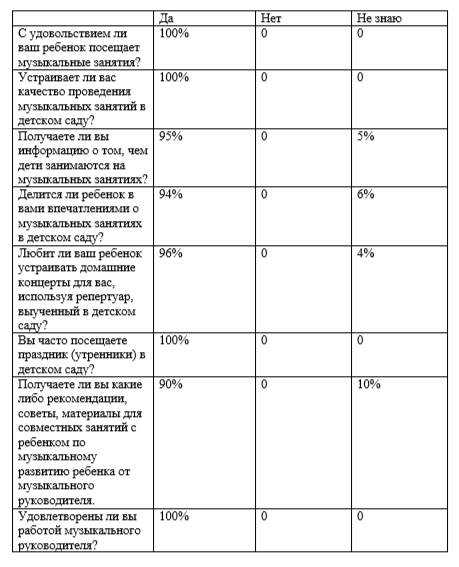 Да Нет Не знаю
С удовольствием ли 100% 0 0
ваш ребенок посещает
музыкальные занятия?
Устраивает ли вас 100% 0 0
качество проведения
музыкальных занятий в
детском саду?
Получаете ли вы 95% 0 5%
информацию о том, чем
дети занимаются на
музыкальных занятиях?
Делится ли ребенок в 94% 0 6%
вами впечатлениями о
музыкальных занятиях
в детском саду?
Любит ли ваш ребенок 96% 0 4%
устраивать домашние
концерты для вас,
используя репертуар,
выученный в детском
саду?
Вы часто посещаете 100% 0 0
праздник (утренники) в
детском саду?
Получаете ли вы какие 90% 0 10%
либо рекомендации,
советы, материалы для
совместных занятий с
ребенком по
музыкальному
развитию ребенка от
музыкального
руководителя.
Удовлетворены ли вы 100% 0 0
работой музыкального
руководителя?